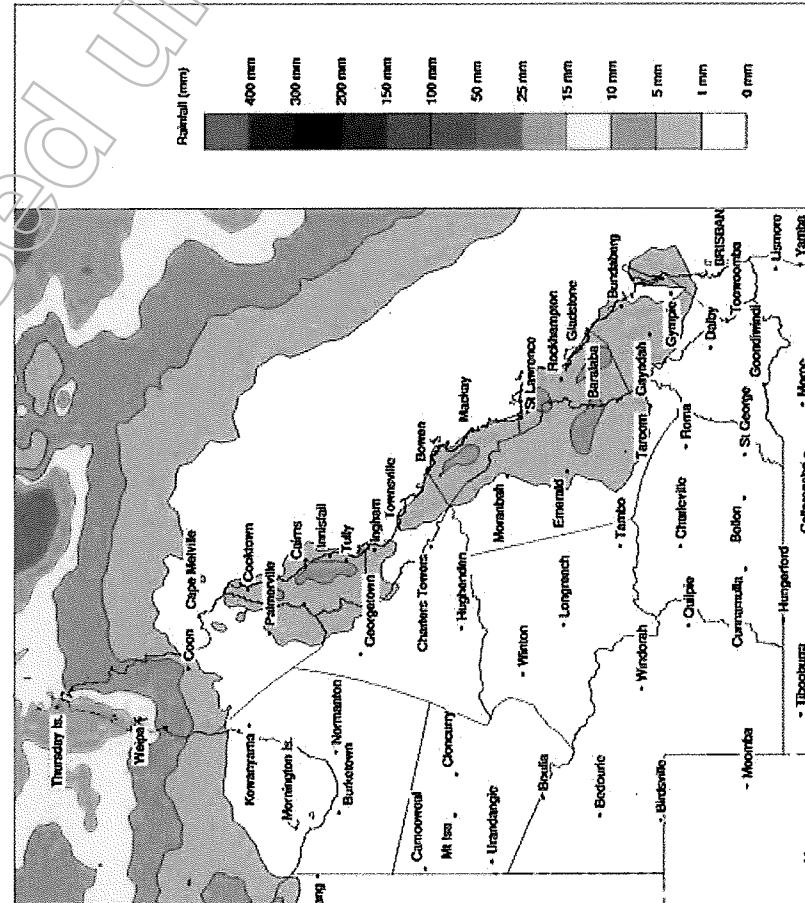 Rainfall (mm)
400 mm
300 mm
200 mm
150 mm
100 mm
50 mm
25 mm
15 mm
10 mm
5 mm
1 mm
0 mm
Thursday Is.
Weipa
Coen
Cape Melville
Cooktown
Palmerville
Kowanyama
Mornington Is.
Normanton
Burketown
Cairns
Innisfail
Tully
Ingham
Georgetown
Townsville
Charters Towers
Bowen
Camooweal
Cloncurry
Mt Isa
Hughenden
Mackay
Urandangie
Winton
Moranbah
St Lawrence
Boulia
Longreach
Emerald
Rockhampton
Gladstone
Bedourie
Baralaba
Windorah
Tambo
Taroom
Gayndah
Bundaberg
Birdsville
Quilpie
Charleville
Roma
Gympie
Dalby
BRISBAN
Toowoomba
Moomba
Cunnamulla
Bollon
St George
Goondiwindi
Hungerford
Lismore
Tibooburra
Moree
Yamba
sed u